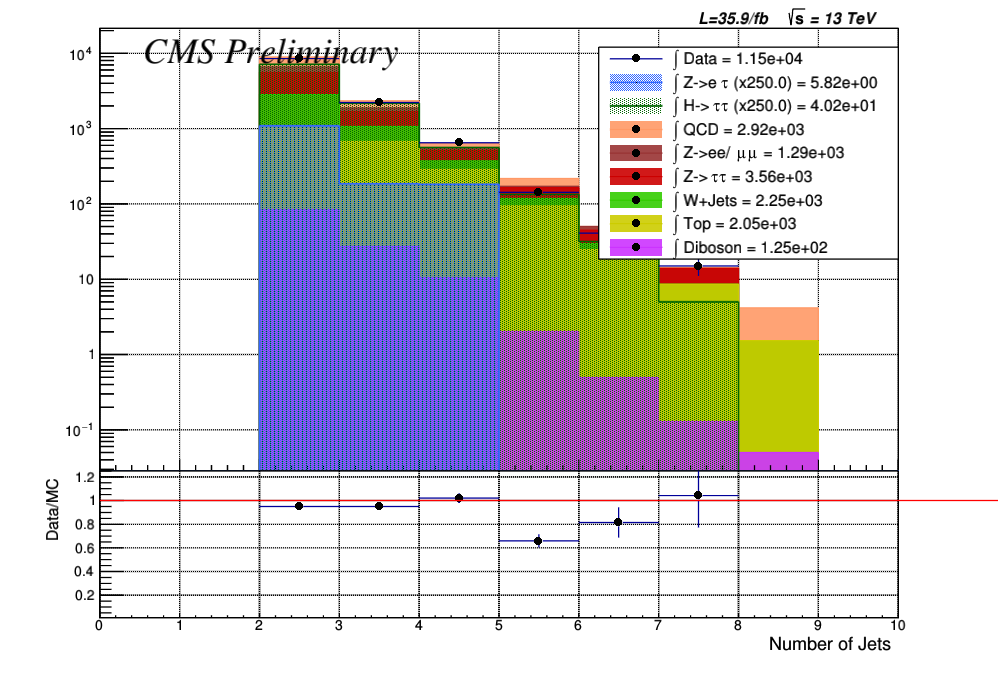 L=35.9/fb √s = 13 TeV
CMS Preliminary
∫ Data = 1.15e+04
∫ Z->e τ (x250.0) = 5.82e+00
∫ H-> ττ (x250.0) = 4.02e+01
∫ QCD = 2.92e+03
∫ Z->ee/ μμ = 1.29e+03
∫ Z-> ττ = 3.56e+03
∫ W+Jets = 2.25e+03
∫ Top = 2.05e+03
∫ Diboson = 1.25e+02
10⁴
10³
10²
10
1
10⁻¹
Data/MC
1.2
1
0.8
0.6
0.4
0.2
0 1 2 3 4 5 6 7 8 9 10
Number of Jets